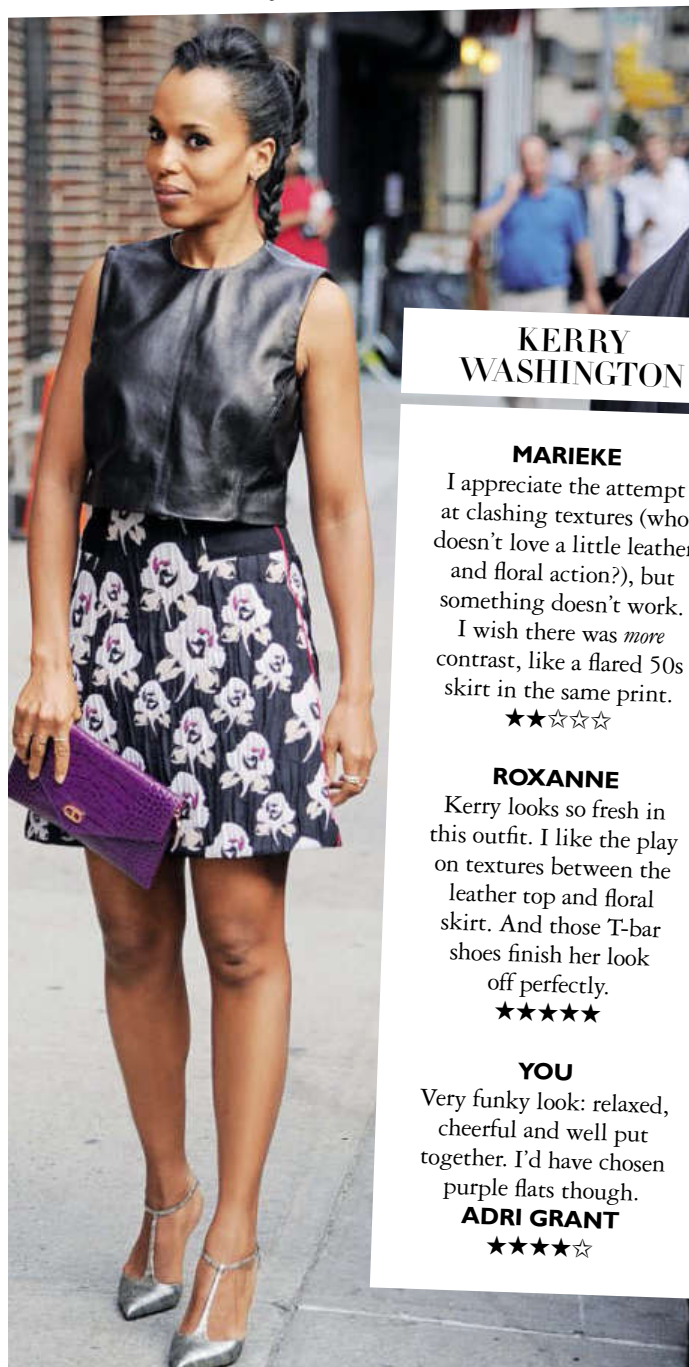 KERRY
WASHINGTON
MARIEKE
I appreciate the attempt
at clashing textures (who
doesn't love a little leather
and floral action?), but
something doesn't work.
I wish there was more
contrast, like a flared 50s
skirt in the same print.
★★☆☆☆
ROXANNE
Kerry looks so fresh in
this outfit. I like the play
on textures between the
leather top and floral
skirt. And those T-bar
shoes finish her look
off perfectly.
★★★★★
YOU
Very funky look: relaxed,
cheerful and well put
together. I'd have chosen
purple flats though.
ADRI GRANT
★★★★☆